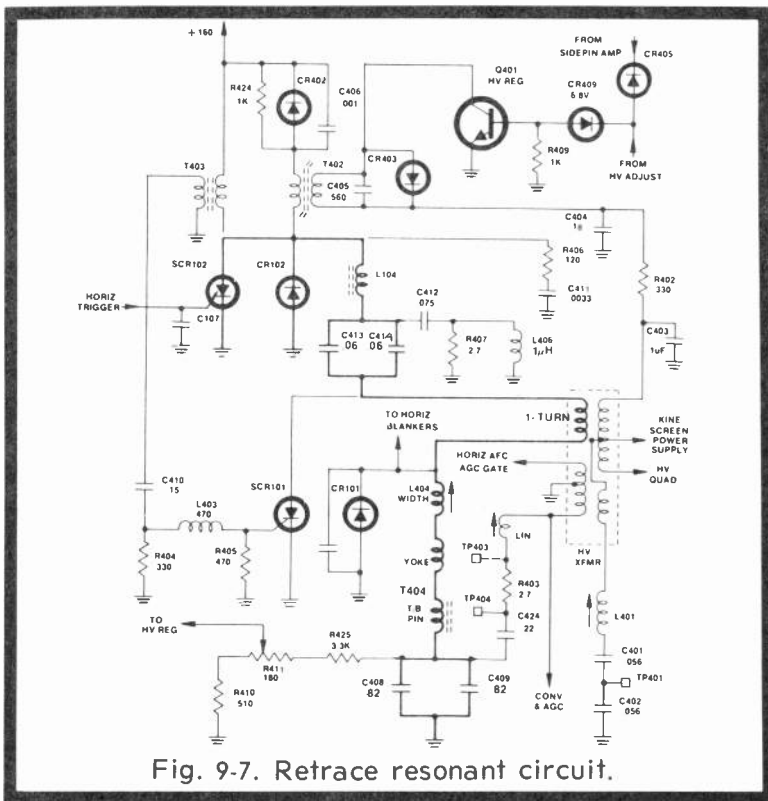 +160
FROM
SIDEPIN AMP
CR405
Q401
HV REG
CR409
6.8V
CR402
R424
1K
C406
001
T403
T402
CR403
C405
560
R409
1K
FROM
HV ADJUST
C404
R406
120
R402
330
SCR102
CR102
L104
C411
0033
HORIZ
TRIGGER
C107
C412
075
C413
06
C414
06
R407
27
L406
1μH
C403
1uF
1-TURN
TO HORIZ
BLANKERS
KINE
SCREEN
POWER
SUPPLY
HORIZ AFC
AGC GATE
HV
QUAD
C410
15
L403
470
SCR101
CR101
L404
WIDTH
LIN
HV
XFMR
TP403
YOKE
R404
330
R405
470
R403
27
T404
T.B
PIN
TP404
L401
C424
22
TO
HV REG
R425
3.3K
C401
056
R411
180
TP401
R410
510
C408
82
C409
82
CONV
& AGC
C402
056
Fig. 9-7. Retrace resonant circuit.